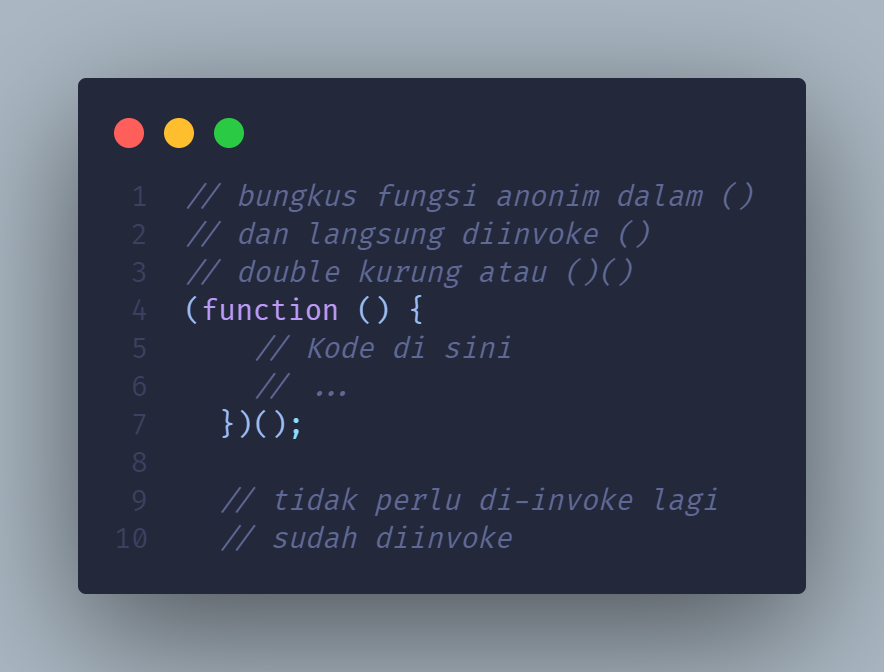 1 // bungkus fungsi anonim dalam ()
2 // dan langsung diinvoke ()
3 // double kurung atau ()()
4 (function () {
5     // Kode di sini
6     // ...
7   })();
8
9   // tidak perlu di-invoke lagi
10   // sudah diinvoke